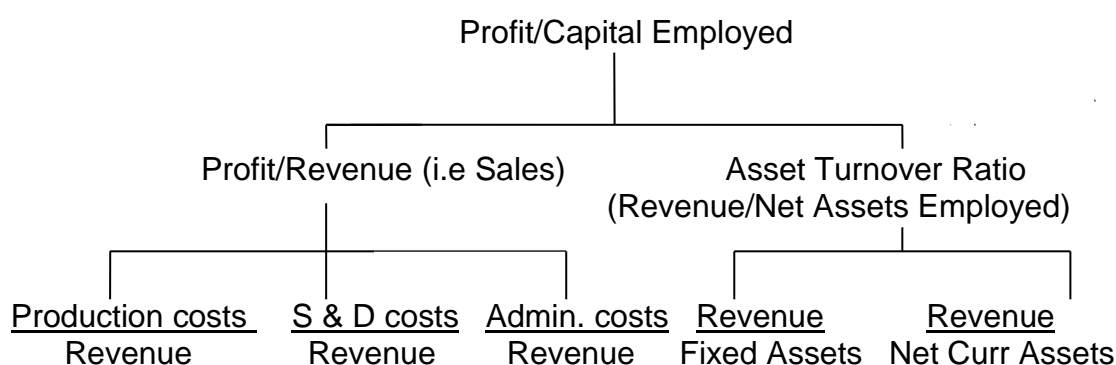 Profit/Capital Employed
Profit/Revenue (i.e Sales)
Asset Turnover Ratio
(Revenue/Net Assets Employed)
Production costs
Revenue
S & D costs
Revenue
Admin. costs
Revenue
Revenue
Fixed Assets
Revenue
Net Curr Assets